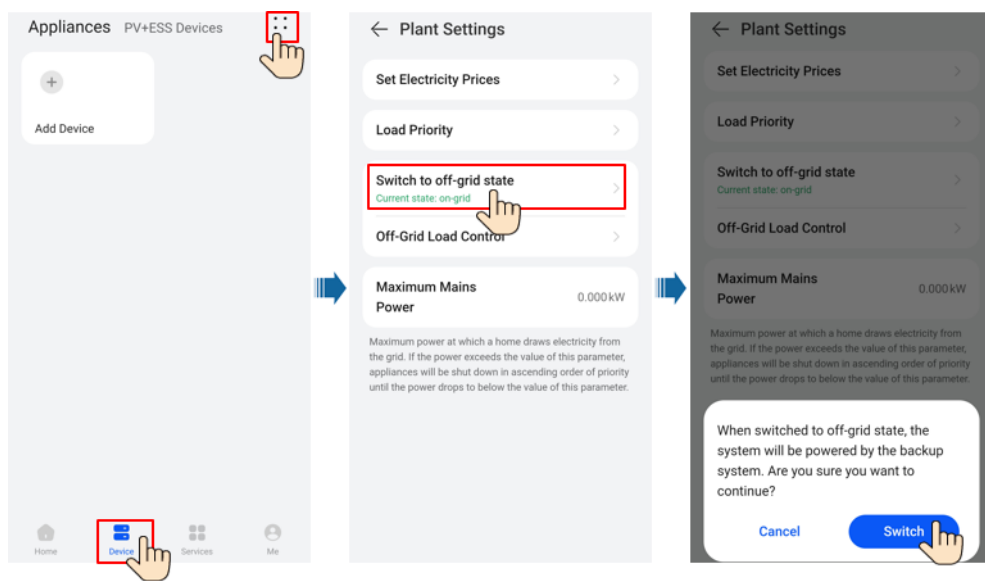 Appliances PV+ESS Devices
Add Device
Home
Device
Services
Me
Plant Settings
Set Electricity Prices
Load Priority
Switch to off-grid state
Current state: on-grid
Off-Grid Load Control
Maximum Mains
Power
0.000 kW
Maximum power at which a home draws electricity from
the grid. If the power exceeds the value of this parameter,
appliances will be shut down in ascending order of priority
until the power drops to below the value of this parameter.
Plant Settings
Set Electricity Prices
Load Priority
Switch to off-grid state
Current state: on-grid
Off-Grid Load Control
Maximum Mains
Power
0.000 kW
Maximum power at which a home draws electricity from
the grid. If the power exceeds the value of this parameter,
appliances will be shut down in ascending order of priority
until the power drops to below the value of this parameter.
When switched to off-grid state, the
system will be powered by the backup
system. Are you sure you want to
continue?
Cancel
Switch